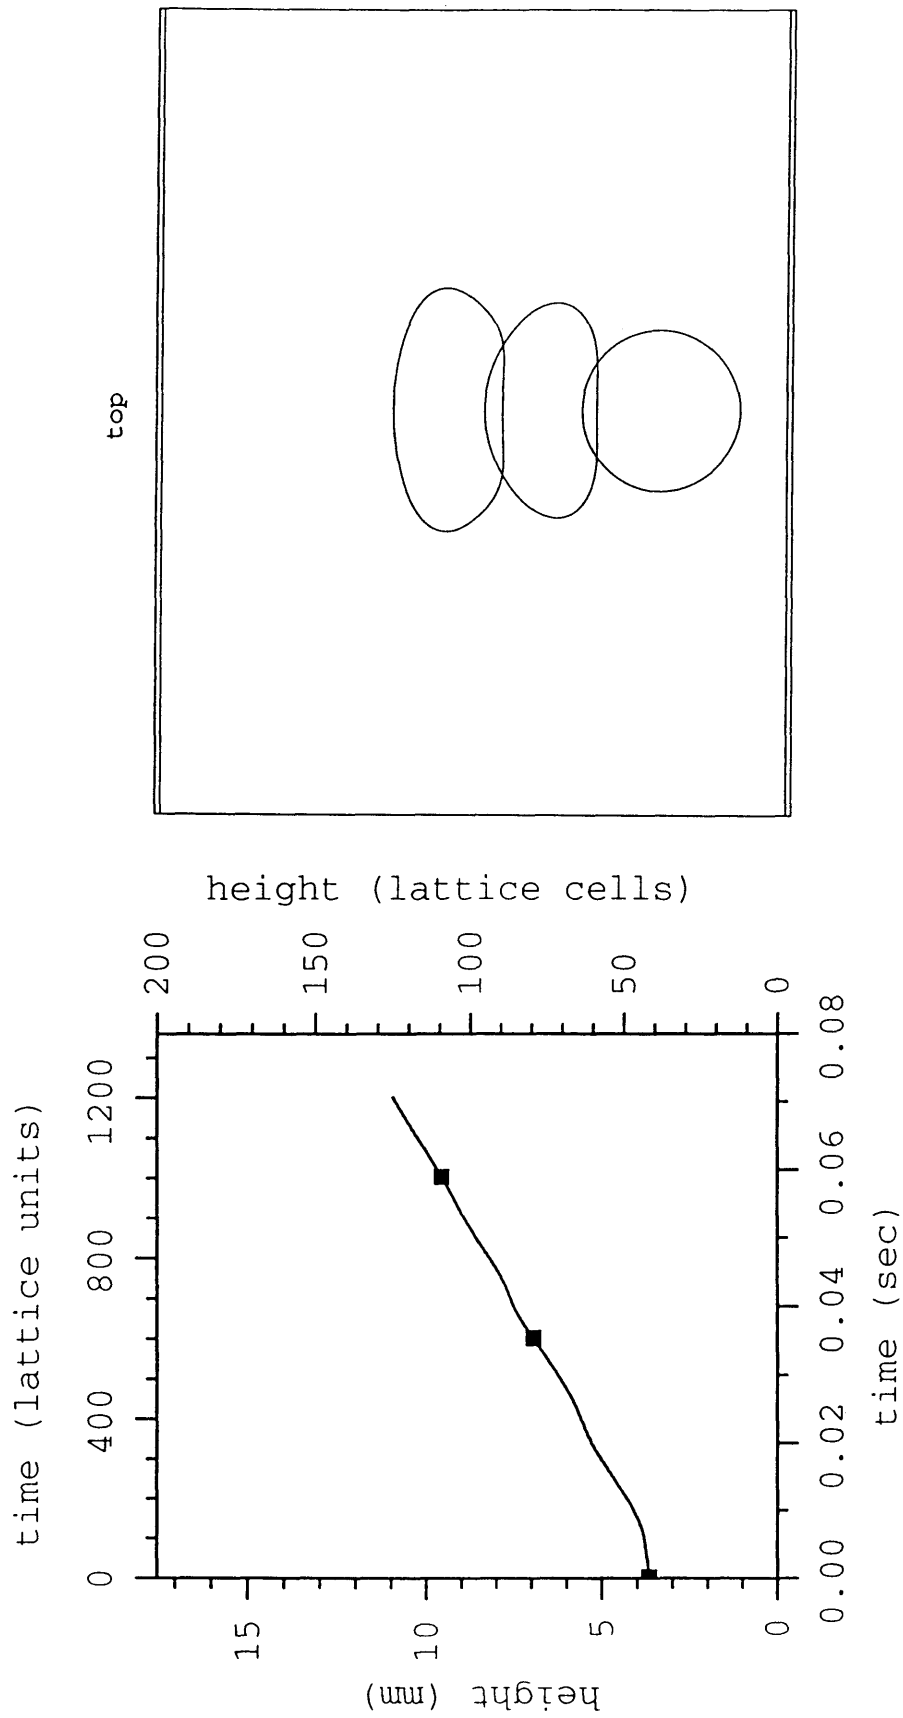 top
height (lattice cells)
200 150 100 50 0
time (lattice units)
0 400 800 1200
0.00 0.02 0.04 0.06 0.08
time (sec)
15 10 5 0
height (mm)